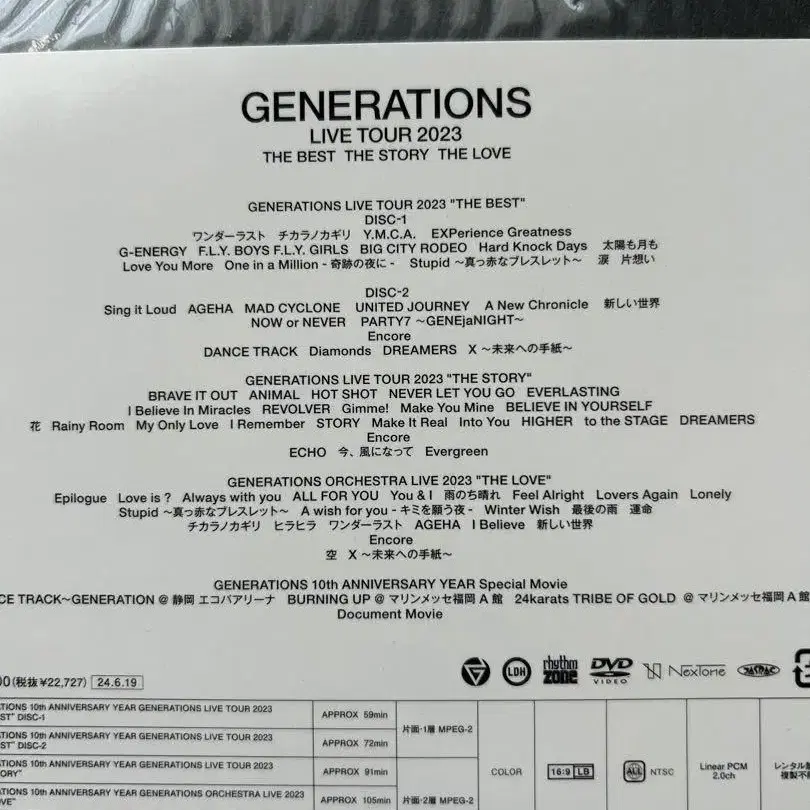 GENERATIONS
LIVE TOUR 2023
THE BEST THE STORY THE LOVE
GENERATIONS LIVE TOUR 2023 "THE BEST"
DISC-1
ワンダーラスト チカラノカギリ Y.M.C.A. EXPerience Greatness
G-ENERGY F.L.Y. BOYS F.L.Y. GIRLS BIG CITY RODEO Hard Knock Days 太陽も月も
Love You More One in a Million - 奇跡の夜に - Stupid ～真っ赤なブレスレット～ 涙 片想い
DISC-2
Sing it Loud AGEHA MAD CYCLONE UNITED JOURNEY A New Chronicle 新しい世界
NOW or NEVER PARTY7 ～GENEjaNIGHT～
Encore
DANCE TRACK Diamonds DREAMERS X ～未来への手紙～
GENERATIONS LIVE TOUR 2023 "THE STORY"
BRAVE IT OUT ANIMAL HOT SHOT NEVER LET YOU GO EVERLASTING
I Believe In Miracles REVOLVER Gimme! Make You Mine BELIEVE IN YOURSELF
花 Rainy Room My Only Love I Remember STORY Make It Real Into You HIGHER to the STAGE DREAMERS
Encore
ECHO 今、風になって Evergreen
GENERATIONS ORCHESTRA LIVE 2023 "THE LOVE"
Epilogue Love is ? Always with you ALL FOR YOU You & I 雨のち晴れ Feel Alright Lovers Again Lonely
Stupid ～真っ赤なブレスレット～ A wish for you - キミを願う夜 - Winter Wish 最後の雨 運命
チカラノカギリ ヒラヒラ ワンダーラスト AGEHA I Believe 新しい世界
Encore
空 X ～未来への手紙～
GENERATIONS 10th ANNIVERSARY YEAR Special Movie
CE TRACK～GENERATION @ 静岡 エコパアリーナ BURNING UP @ マリンメッセ福岡 A 館 24karats TRIBE OF GOLD @ マリンメッセ福岡 A 館
Document Movie
00 (税抜¥22,727) 24.6.19
LDH rhythm zone DVD VIDEO NexTone JASRAC
TIONS 10th ANNIVERSARY YEAR GENERATIONS LIVE TOUR 2023
ST" DISC-1 APPROX 59min
片面・1層 MPEG-2
TIONS 10th ANNIVERSARY YEAR GENERATIONS LIVE TOUR 2023
ST" DISC-2 APPROX 72min
TIONS 10th ANNIVERSARY YEAR GENERATIONS LIVE TOUR 2023
ORY" APPROX 91min
TIONS 10th ANNIVERSARY YEAR GENERATIONS ORCHESTRA LIVE 2023
OVE" APPROX 105min
片面・2層 MPEG-2
COLOR
16:9 LB
ALL NTSC
Linear PCM
2.0ch
レンタル
複製不